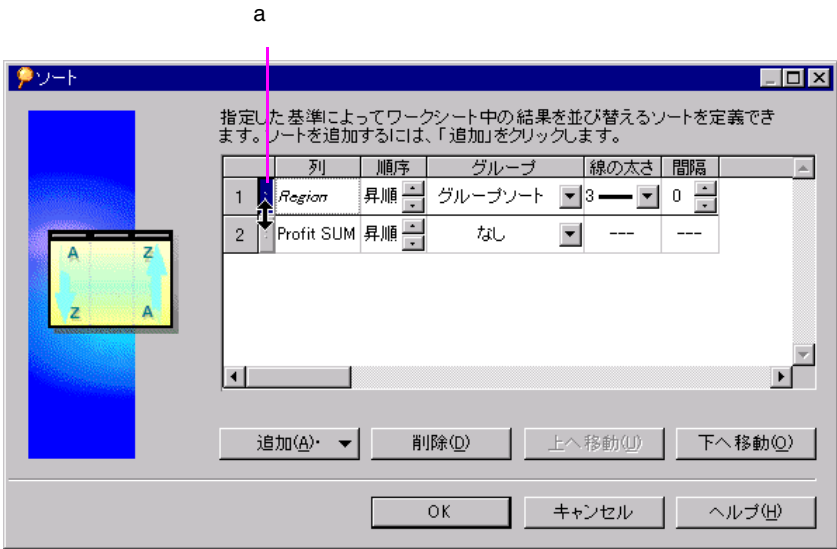 a
ソート
指定した基準によってワークシート中の結果を並び替えるソートを定義でき
ます。ソートを追加するには、「追加」をクリックします。
列 順序 グループ 線の太さ 間隔
1 Region 昇順 グループソート 3 0
2 Profit SUM 昇順 なし --- ---
A Z
Z A
追加(A)・ 削除(D) 上へ移動(U) 下へ移動(O)
OK キャンセル ヘルプ(H)